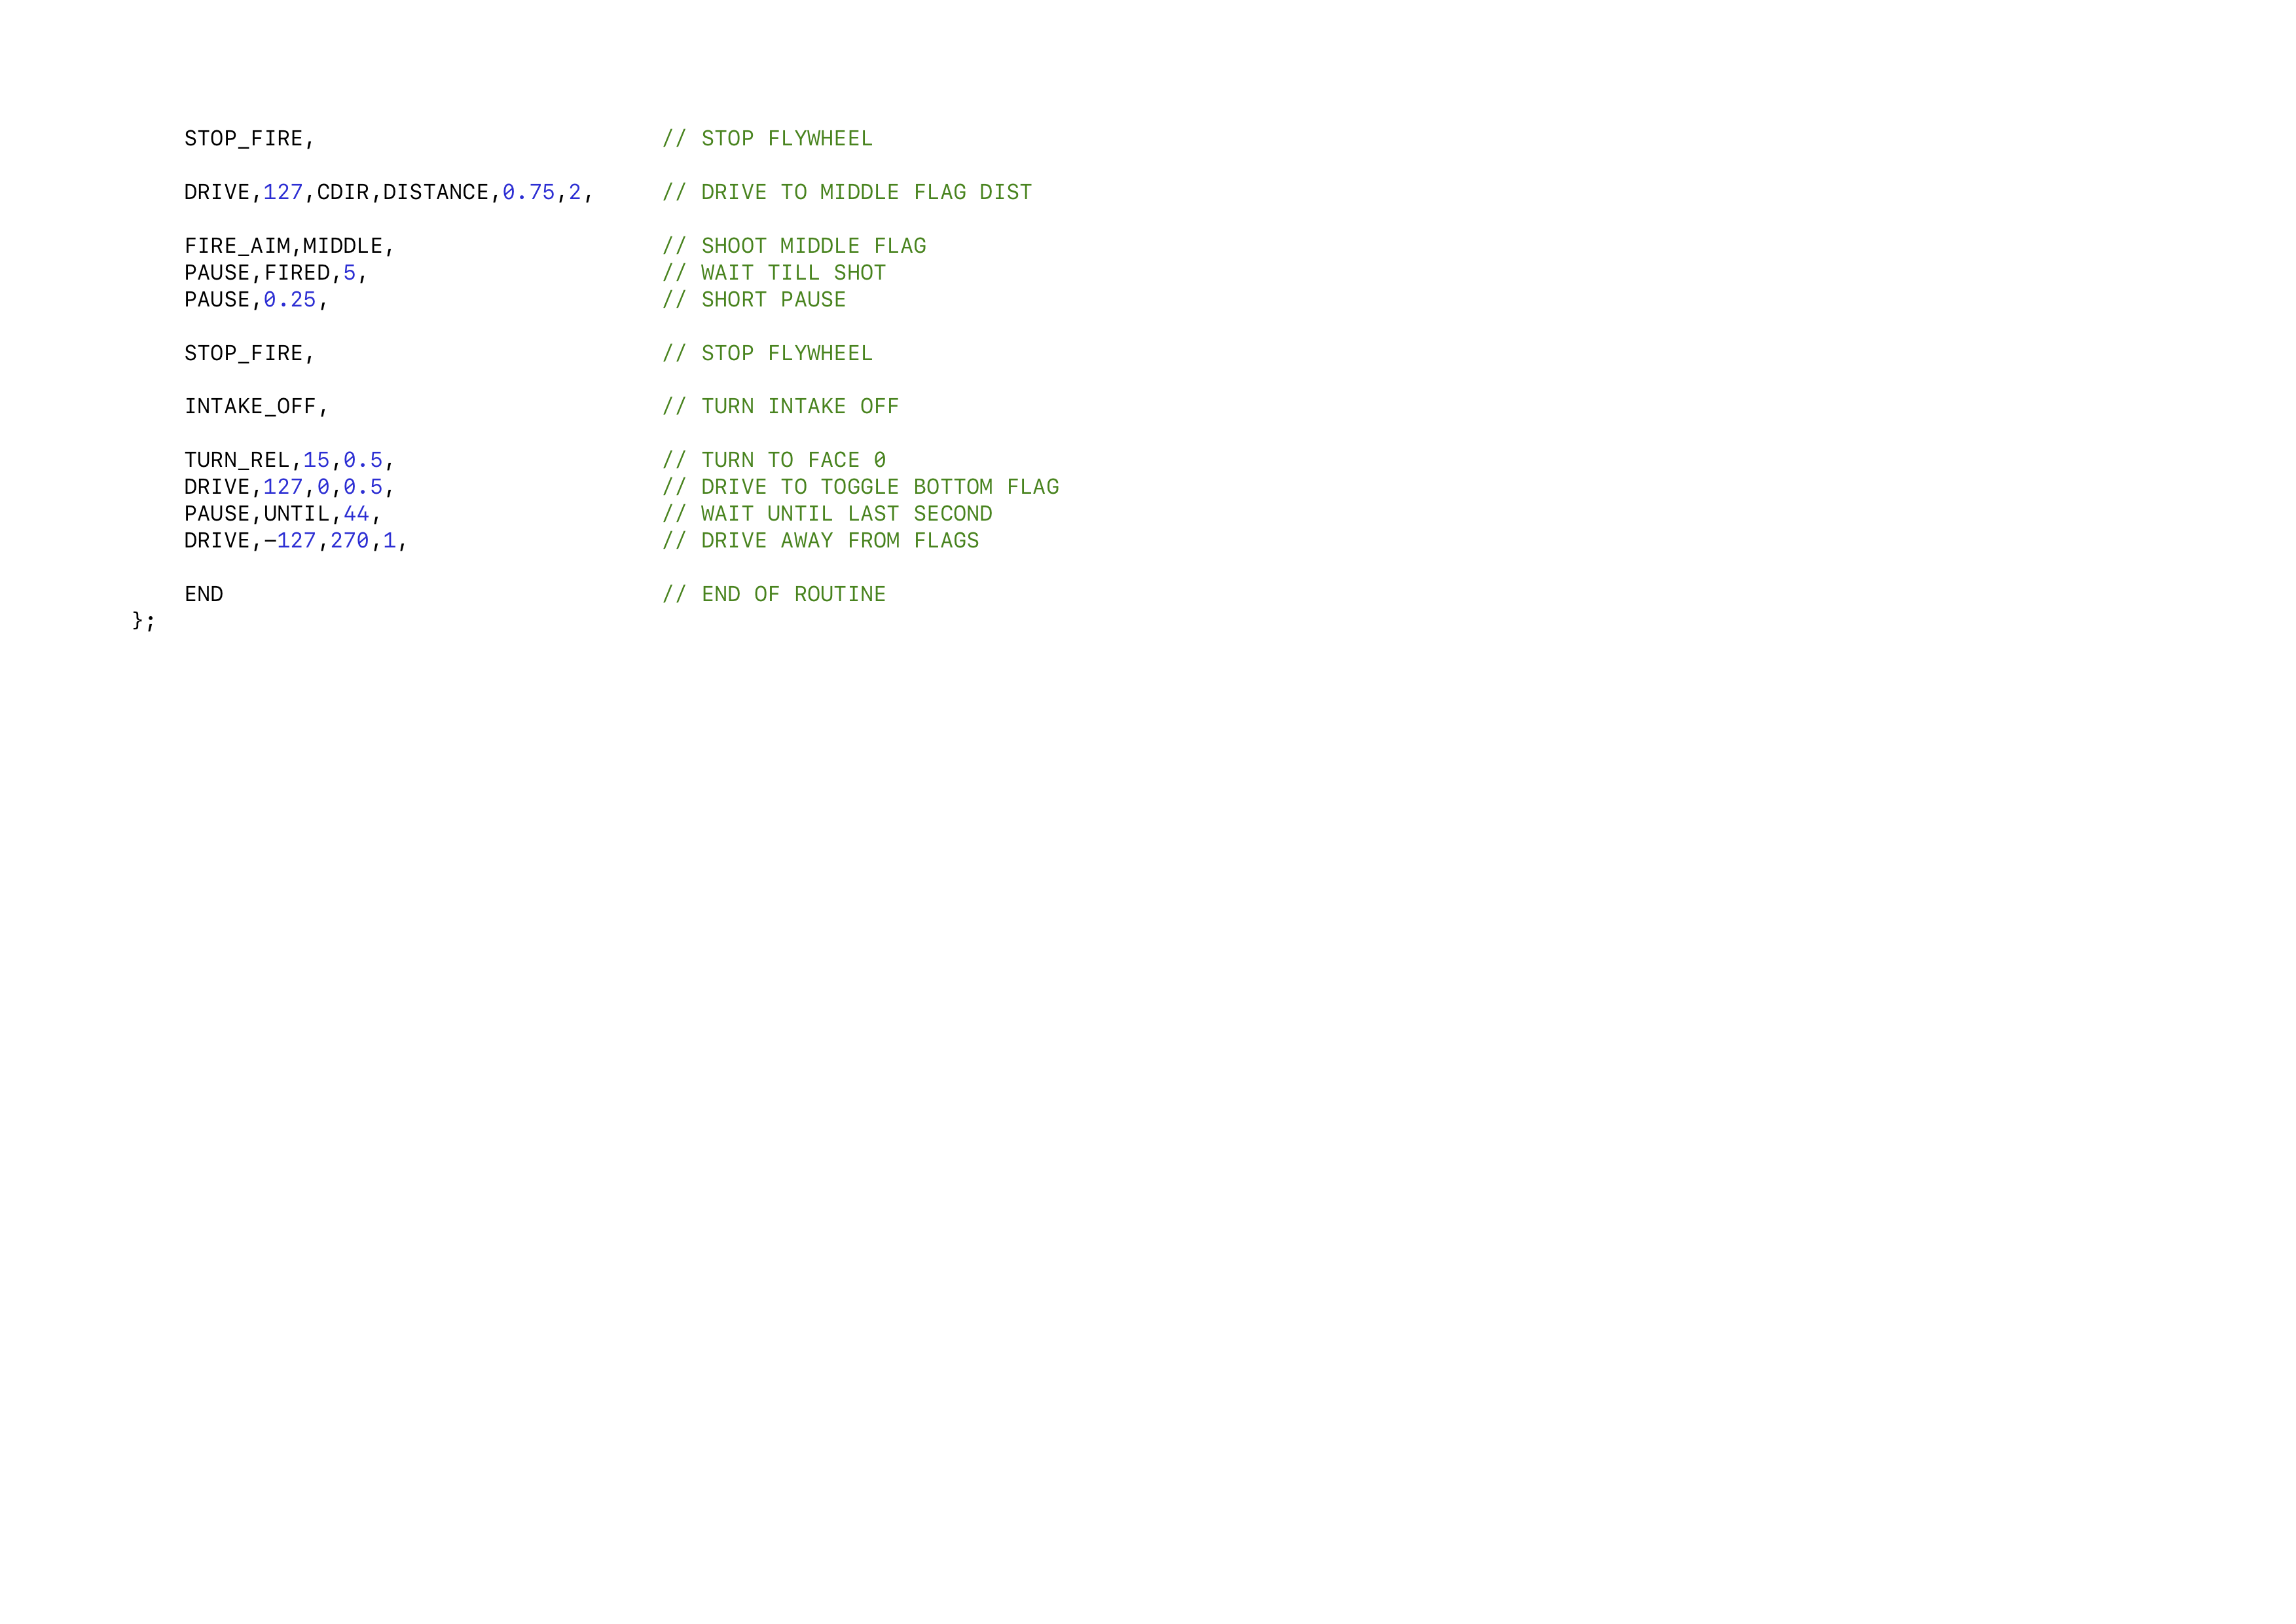 STOP_FIRE, // STOP FLYWHEEL
DRIVE,127,CDIR,DISTANCE,0.75,2, // DRIVE TO MIDDLE FLAG DIST
FIRE_AIM,MIDDLE, // SHOOT MIDDLE FLAG
PAUSE,FIRED,5, // WAIT TILL SHOT
PAUSE,0.25, // SHORT PAUSE
STOP_FIRE, // STOP FLYWHEEL
INTAKE_OFF, // TURN INTAKE OFF
TURN_REL,15,0.5, // TURN TO FACE 0
DRIVE,127,0,0.5, // DRIVE TO TOGGLE BOTTOM FLAG
PAUSE,UNTIL,44, // WAIT UNTIL LAST SECOND
DRIVE,-127,270,1, // DRIVE AWAY FROM FLAGS
END // END OF ROUTINE
};